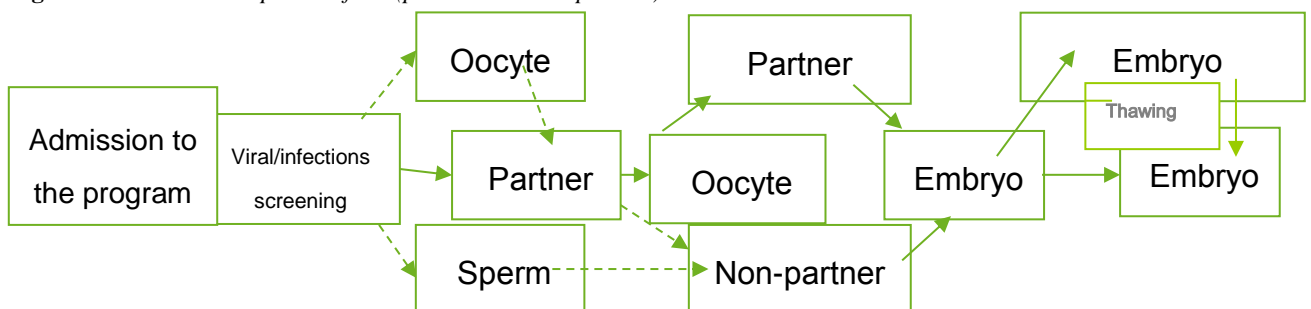 Admission to
the program
Viral/infections
screening
Oocyte
Partner
Sperm
Partner
Oocyte
Non-partner
Embryo
Embryo
Thawing
Embryo